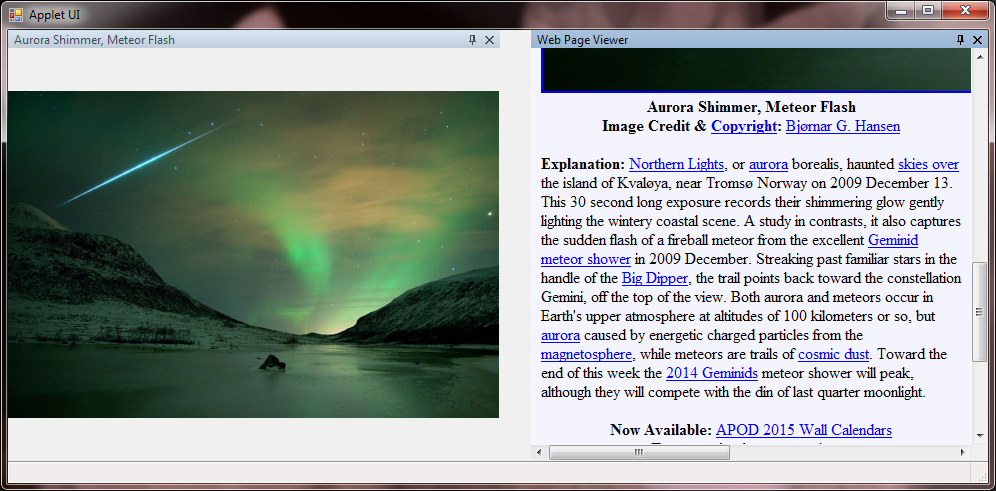 Applet UI
Aurora Shimmer, Meteor Flash
Web Page Viewer
Aurora Shimmer, Meteor Flash
Image Credit & Copyright: Bjørnar G. Hansen
Explanation: Northern Lights, or aurora borealis, haunted skies over
the island of Kvaløya, near Tromsø Norway on 2009 December 13.
This 30 second long exposure records their shimmering glow gently
lighting the wintery coastal scene. A study in contrasts, it also captures
the sudden flash of a fireball meteor from the excellent Geminid
meteor shower in 2009 December. Streaking past familiar stars in the
handle of the Big Dipper, the trail points back toward the constellation
Gemini, off the top of the view. Both aurora and meteors occur in
Earth's upper atmosphere at altitudes of 100 kilometers or so, but
aurora caused by energetic charged particles from the
magnetosphere, while meteors are trails of cosmic dust. Toward the
end of this week the 2014 Geminids meteor shower will peak,
although they will compete with the din of last quarter moonlight.
Now Available: APOD 2015 Wall Calendars